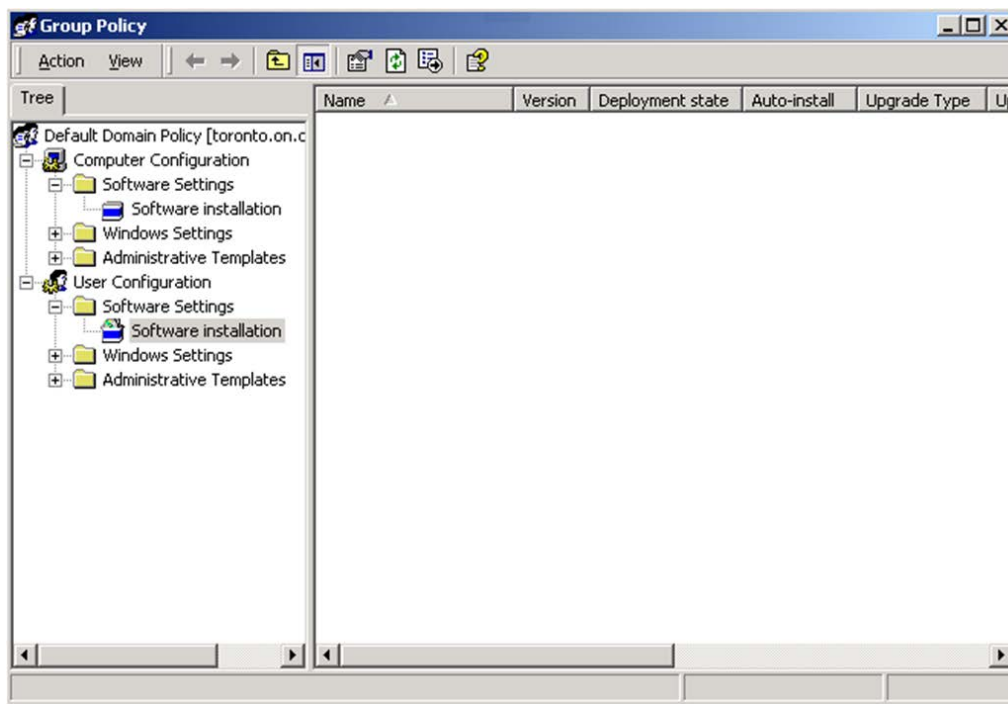 Group Policy
Action View
Tree
Name Version Deployment state Auto-install Upgrade Type U
Default Domain Policy [toronto.on.c
Computer Configuration
Software Settings
Software installation
Windows Settings
Administrative Templates
User Configuration
Software Settings
Software installation
Windows Settings
Administrative Templates